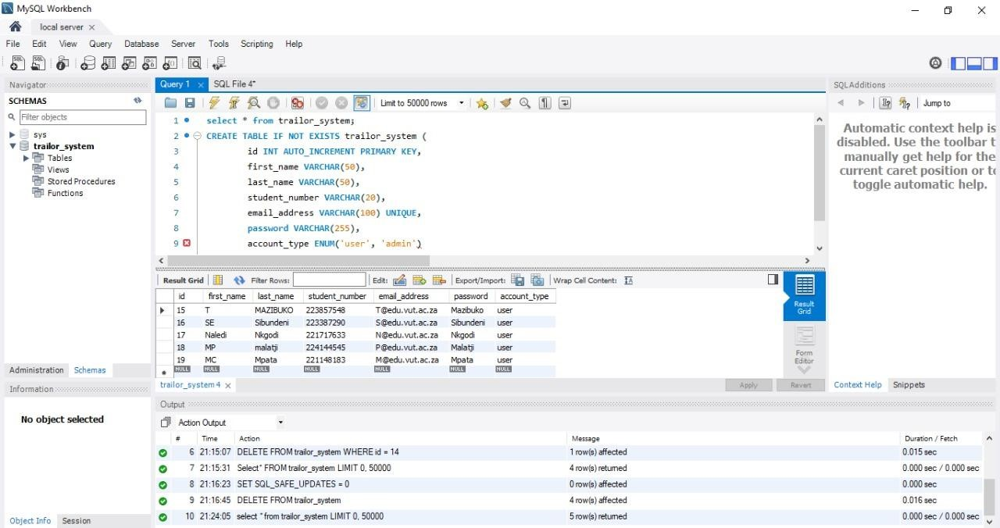 MySQL Workbench
local server
File Edit View Query Database Server Tools Scripting Help
Navigator
SCHEMAS
Filter objects
sys
trailor_system
Tables
Views
Stored Procedures
Functions
Administration Schemas
Information
No object selected
Object Info Session
Query 1 SQL File 4*
Limit to 50000 rows
1 select * from trailor_system;
2 CREATE TABLE IF NOT EXISTS trailor_system (
3 id INT AUTO_INCREMENT PRIMARY KEY,
4 first_name VARCHAR(50),
5 last_name VARCHAR(50),
6 student_number VARCHAR(20),
7 email_address VARCHAR(100) UNIQUE,
8 password VARCHAR(255),
9 account_type ENUM('user', 'admin')
Result Grid Filter Rows: Edit: Export/Import: Wrap Cell Content:
id first_name last_name student_number email_address password account_type
15 T MAZIBUKO 223857548 T@edu.vut.ac.za Mazibuko user
16 SE Sibundeni 223387290 S@edu.vut.ac.za Sibundeni user
17 Naledi Nkgodi 221717633 N@edu.vut.ac.za Nkgodi user
18 MP malatji 224144545 P@edu.vut.ac.za Malatji user
19 MC Mpata 221148183 M@edu.vut.ac.za Mpata user
NULL NULL NULL NULL NULL NULL NULL
Result
Grid
Form
Editor
trailor_system 4
Apply Revert
SQLAdditions
Jump to
Automatic context help is
disabled. Use the toolbar t
manually get help for the
current caret position or to
toggle automatic help.
Context Help Snippets
Output
Action Output
# Time Action Message Duration / Fetch
6 21:15:07 DELETE FROM trailor_system WHERE id = 14 1 row(s) affected 0.015 sec
7 21:15:31 Select* FROM trailor_system LIMIT 0, 50000 4 row(s) returned 0.000 sec / 0.000 sec
8 21:16:23 SET SQL_SAFE_UPDATES = 0 0 row(s) affected 0.000 sec
9 21:16:45 DELETE FROM trailor_system 4 row(s) affected 0.016 sec
10 21:24:05 select * from trailor_system LIMIT 0, 50000 5 row(s) returned 0.000 sec / 0.000 sec